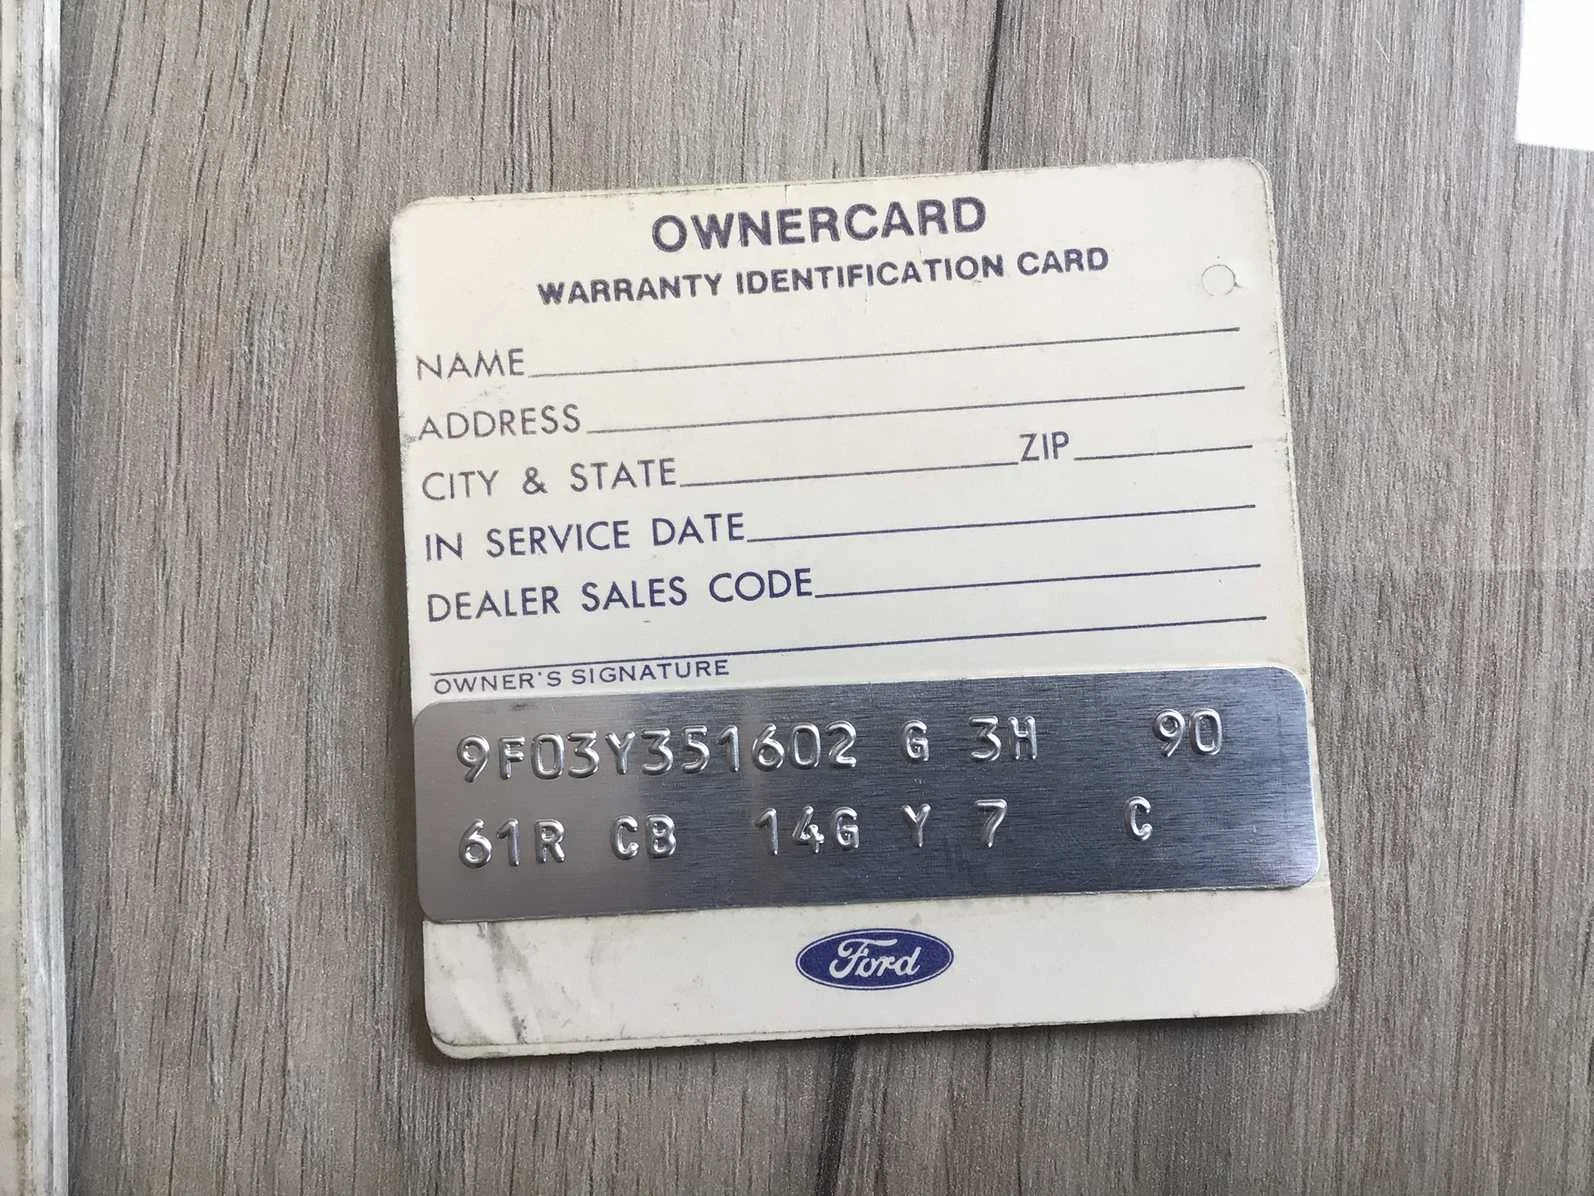 OWNERCARD
WARRANTY IDENTIFICATION CARD
NAME
ADDRESS
CITY & STATE ZIP
IN SERVICE DATE
DEALER SALES CODE
OWNER'S SIGNATURE
9F03Y351602 G 3H 90
61R CB 14G Y 7 C
Ford